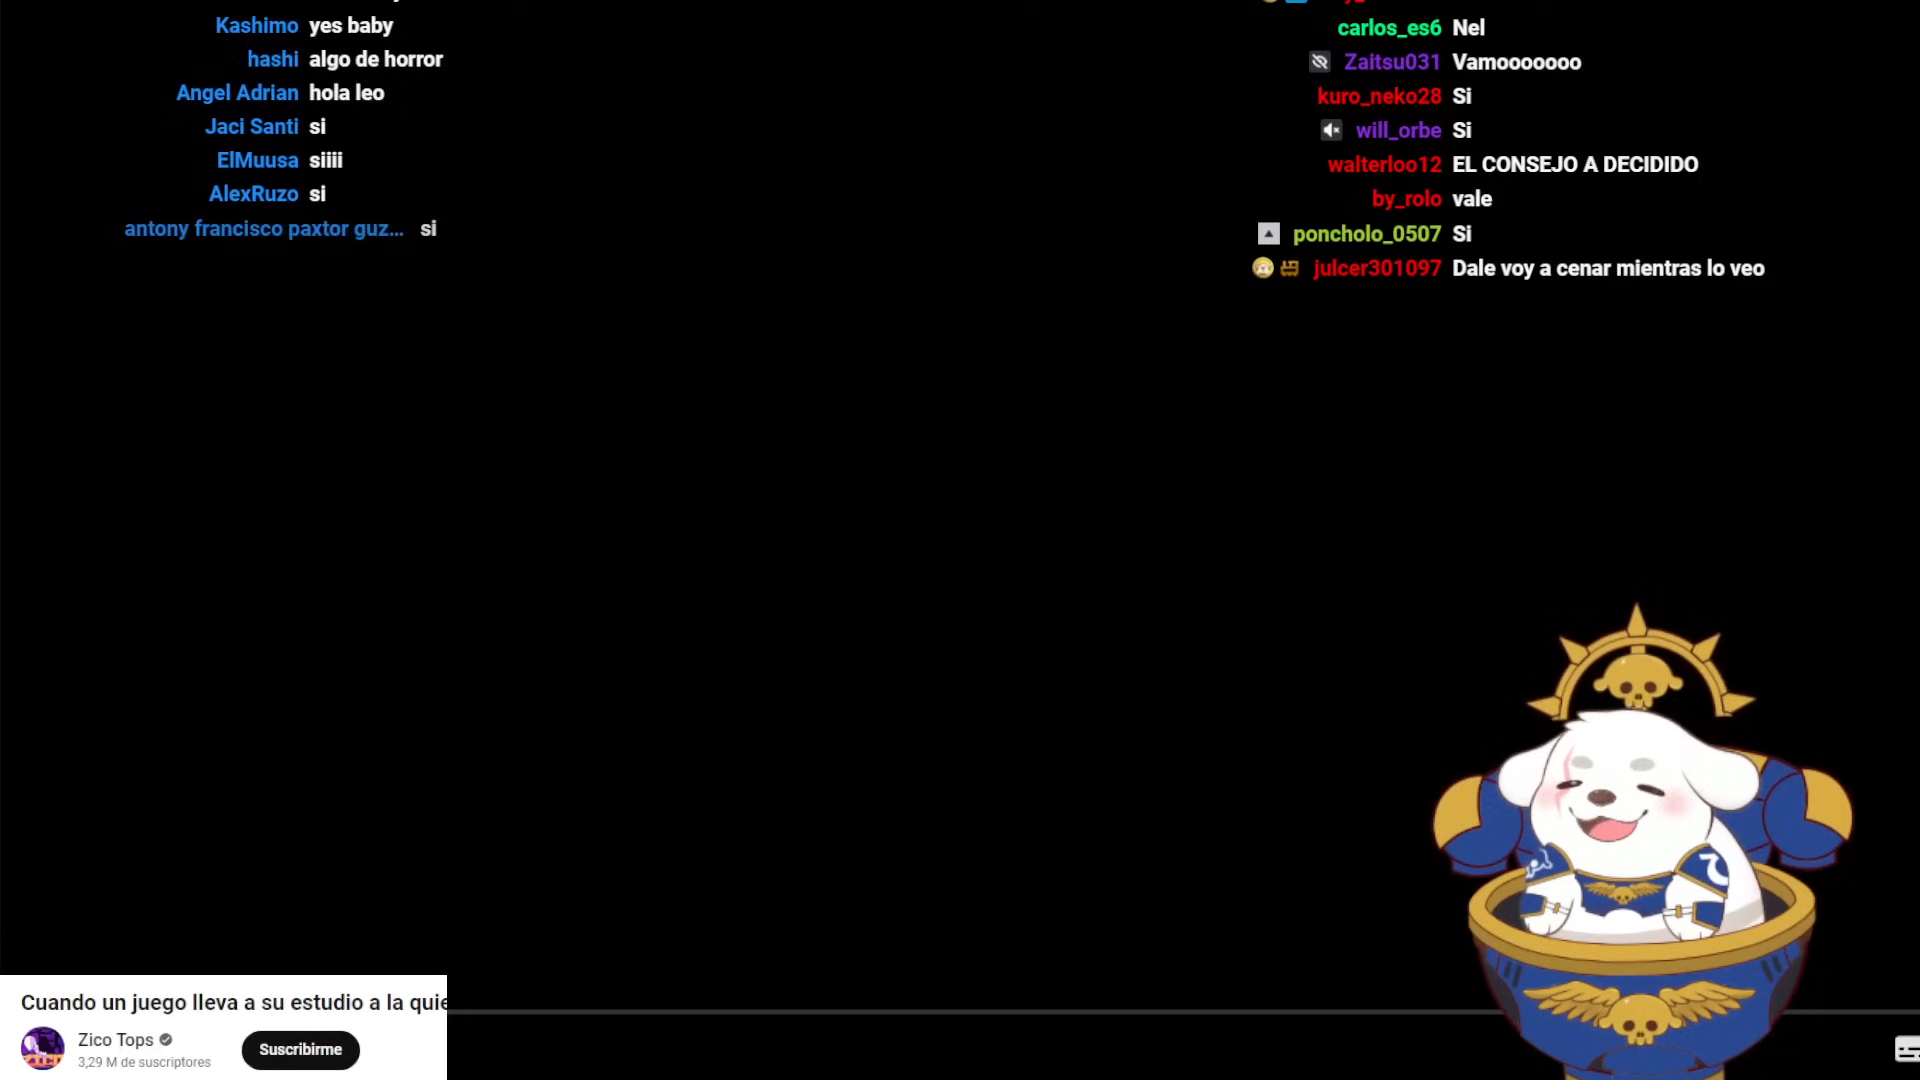 Kashimo yes baby
hashi algo de horror
Angel Adrian hola leo
Jaci Santi si
ElMuusa siiii
AlexRuzo si
antony francisco paxtor guz... si
carlos_es6 Nel
Zaitsu031 Vamooooooo
kuro_neko28 Si
will_orbe Si
walterloo12 EL CONSEJO A DECIDIDO
by_rolo vale
poncholo_0507 Si
julcer301097 Dale voy a cenar mientras lo veo
Cuando un juego lleva a su estudio a la quie
Zico Tops
3,29 M de suscriptores
Suscribirme